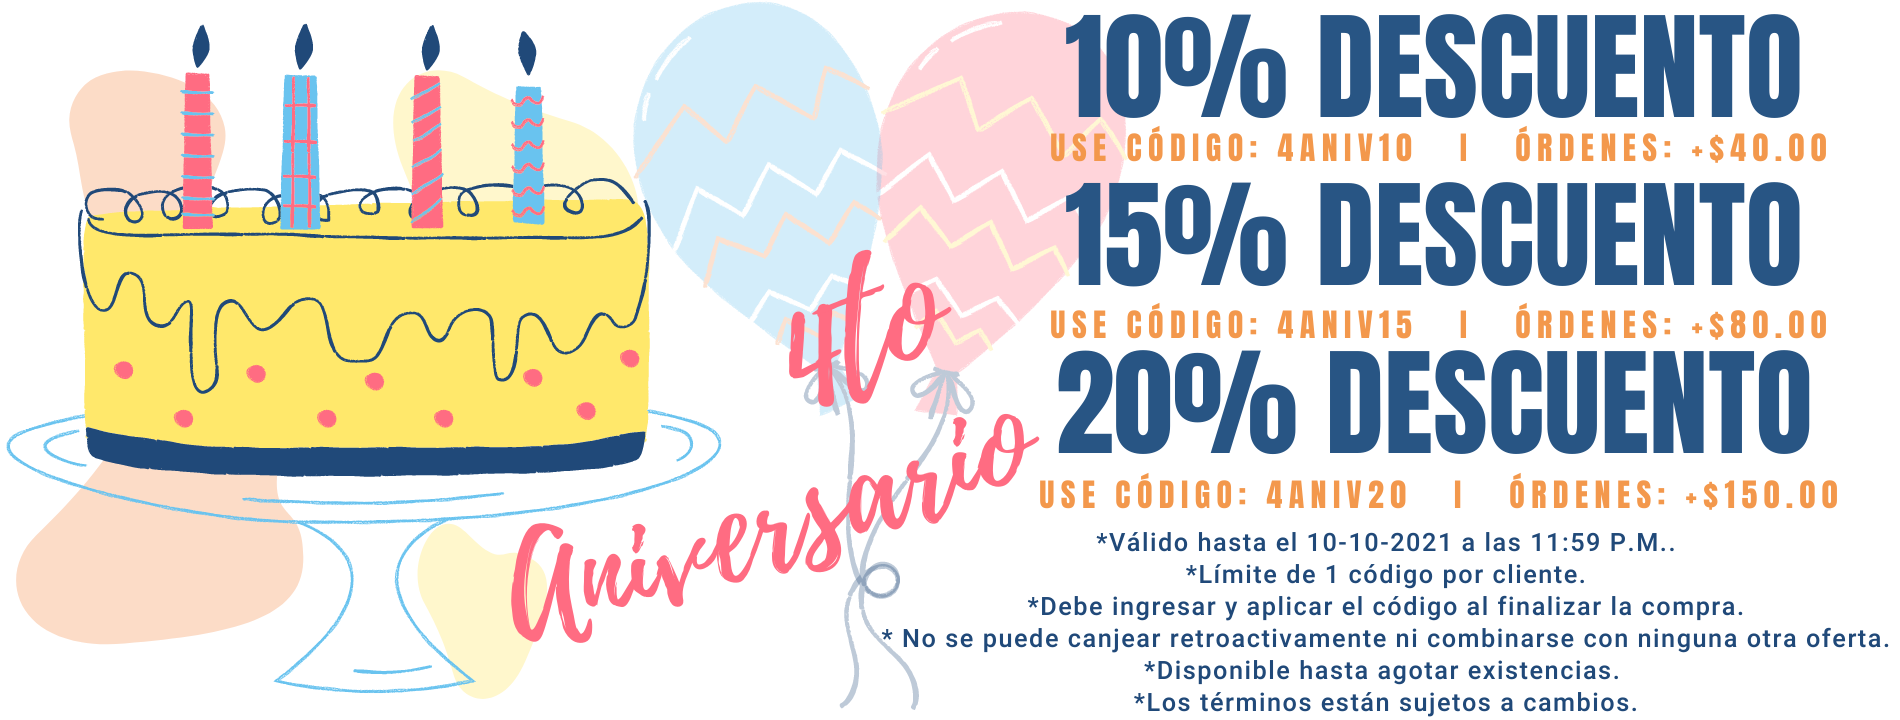 4to
Aniversario
10% DESCUENTO
USE CÓDIGO: 4ANIV10 | ÓRDENES: +$40.00
15% DESCUENTO
USE CÓDIGO: 4ANIV15 | ÓRDENES: +$80.00
20% DESCUENTO
USE CÓDIGO: 4ANIV20 | ÓRDENES: +$150.00
*Válido hasta el 10-10-2021 a las 11:59 P.M..
*Límite de 1 código por cliente.
*Debe ingresar y aplicar el código al finalizar la compra.
* No se puede canjear retroactivamente ni combinarse con ninguna otra oferta.
*Disponible hasta agotar existencias.
*Los términos están sujetos a cambios.